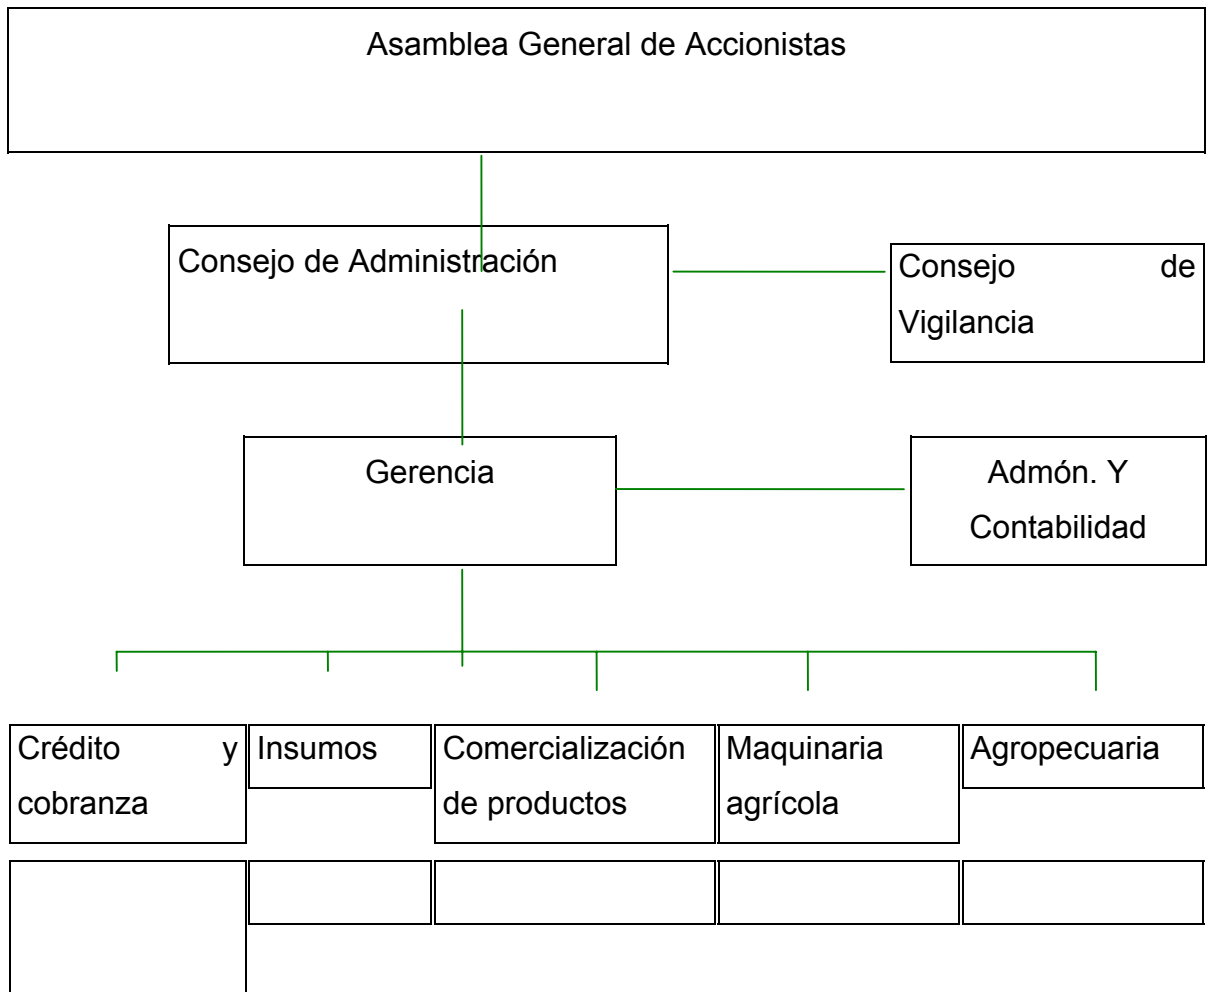 Asamblea General de Accionistas
Consejo de Administración
Consejo de
Vigilancia
Gerencia
Admón. Y
Contabilidad
Crédito y
cobranza
Insumos
Comercialización
de productos
Maquinaria
agrícola
Agropecuaria